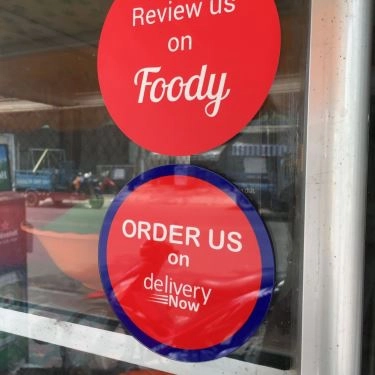 Review us
on
Foody
ORDER US
on
delivery
Now